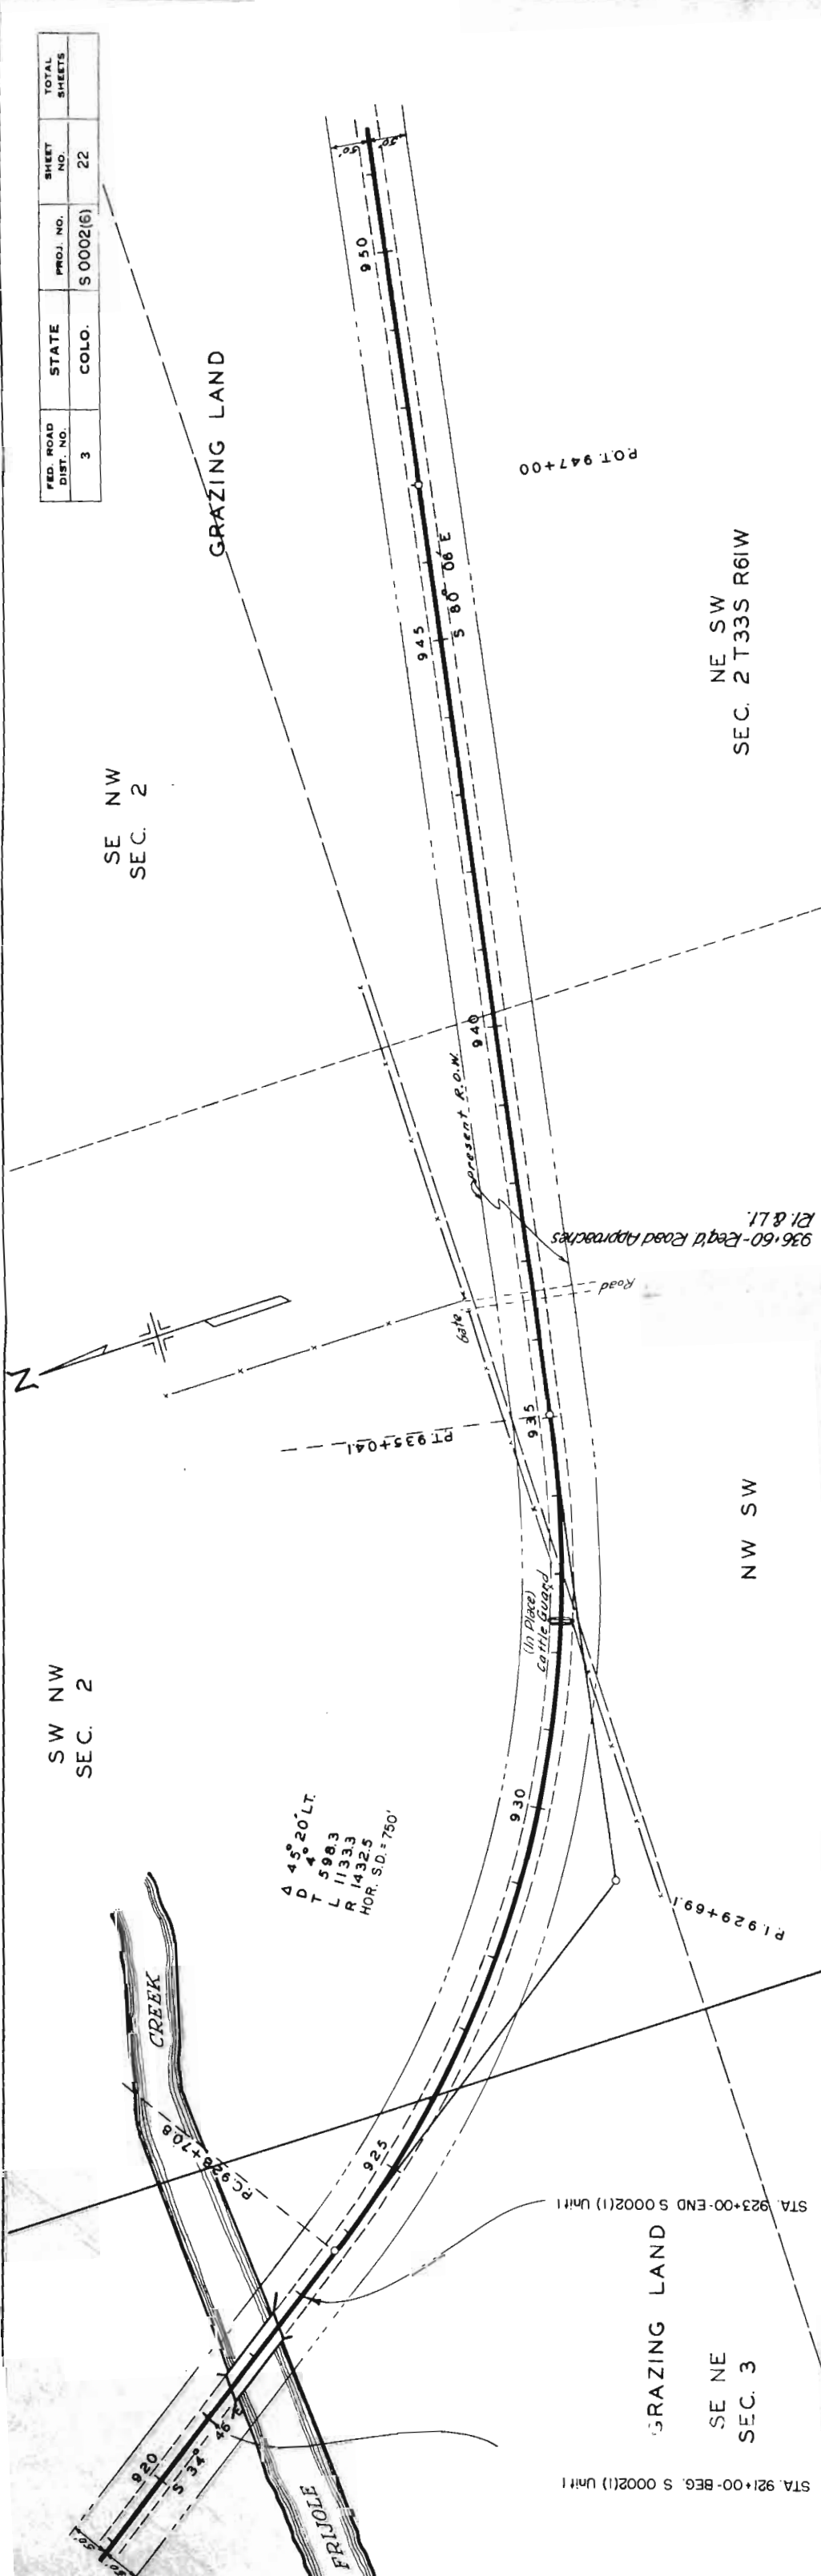 FED. ROAD DIST. NO.
STATE
PROJ. NO.
SHEET NO.
TOTAL SHEETS
3
COLO.
S 0002(6)
22
50'
50'
950
GRAZING LAND
P.O.T. 947+00
S 80° 06' E
945
NE SW
SEC. 2 T33S R61W
SE NW
SEC. 2
940
present R.O.W.
936+60-Req'd Road Approaches
Rt. & Lt.
Road
Gate
N
P.T. 935+04.1
935
NW SW
(In Place)
Cattle Guard
SW NW
SEC. 2
Δ 45° 20' LT.
D 4°
T 598.3
L 1133.3
R 1432.5
HOR. S.D. = 750'
930
P.I. 929+69.1
CREEK
P.C. 923+70.8
925
STA. 923+00-END S 0002(1) Unit 1
GRAZING LAND
SE NE
SEC. 3
920
S 34° 46'
STA. 921+00-BEG. S 0002(1) Unit 1
FRIJOLE
50'
50'